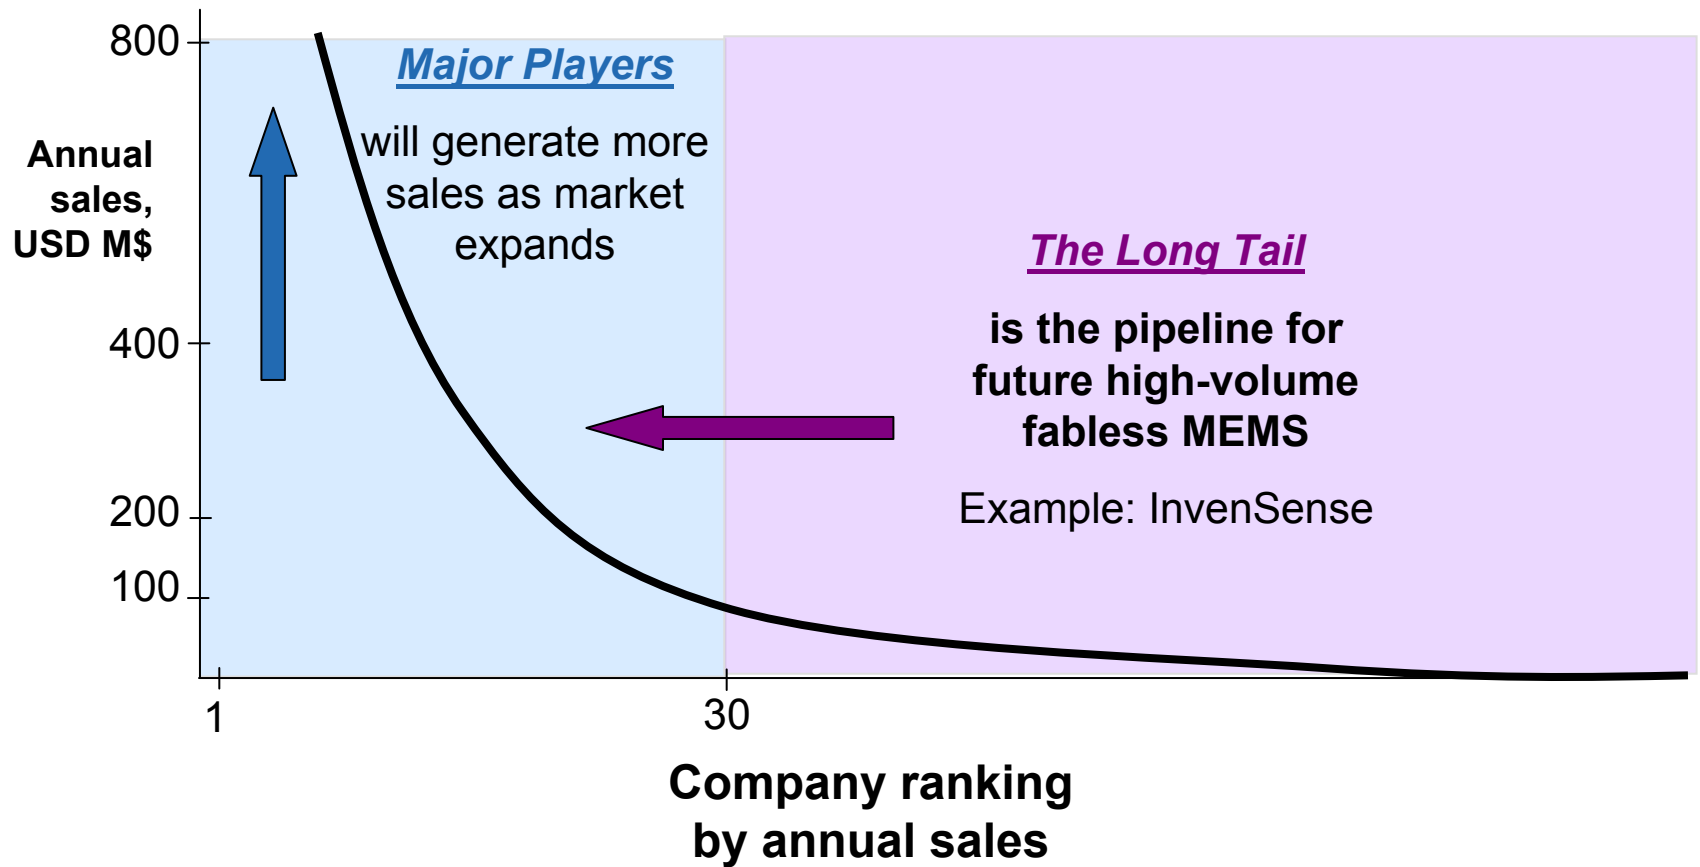 800
Major Players
will generate more
sales as market
expands
Annual
sales,
USD M$
The Long Tail
is the pipeline for
future high-volume
fabless MEMS
Example: InvenSense
400
200
100
1
30
Company ranking
by annual sales